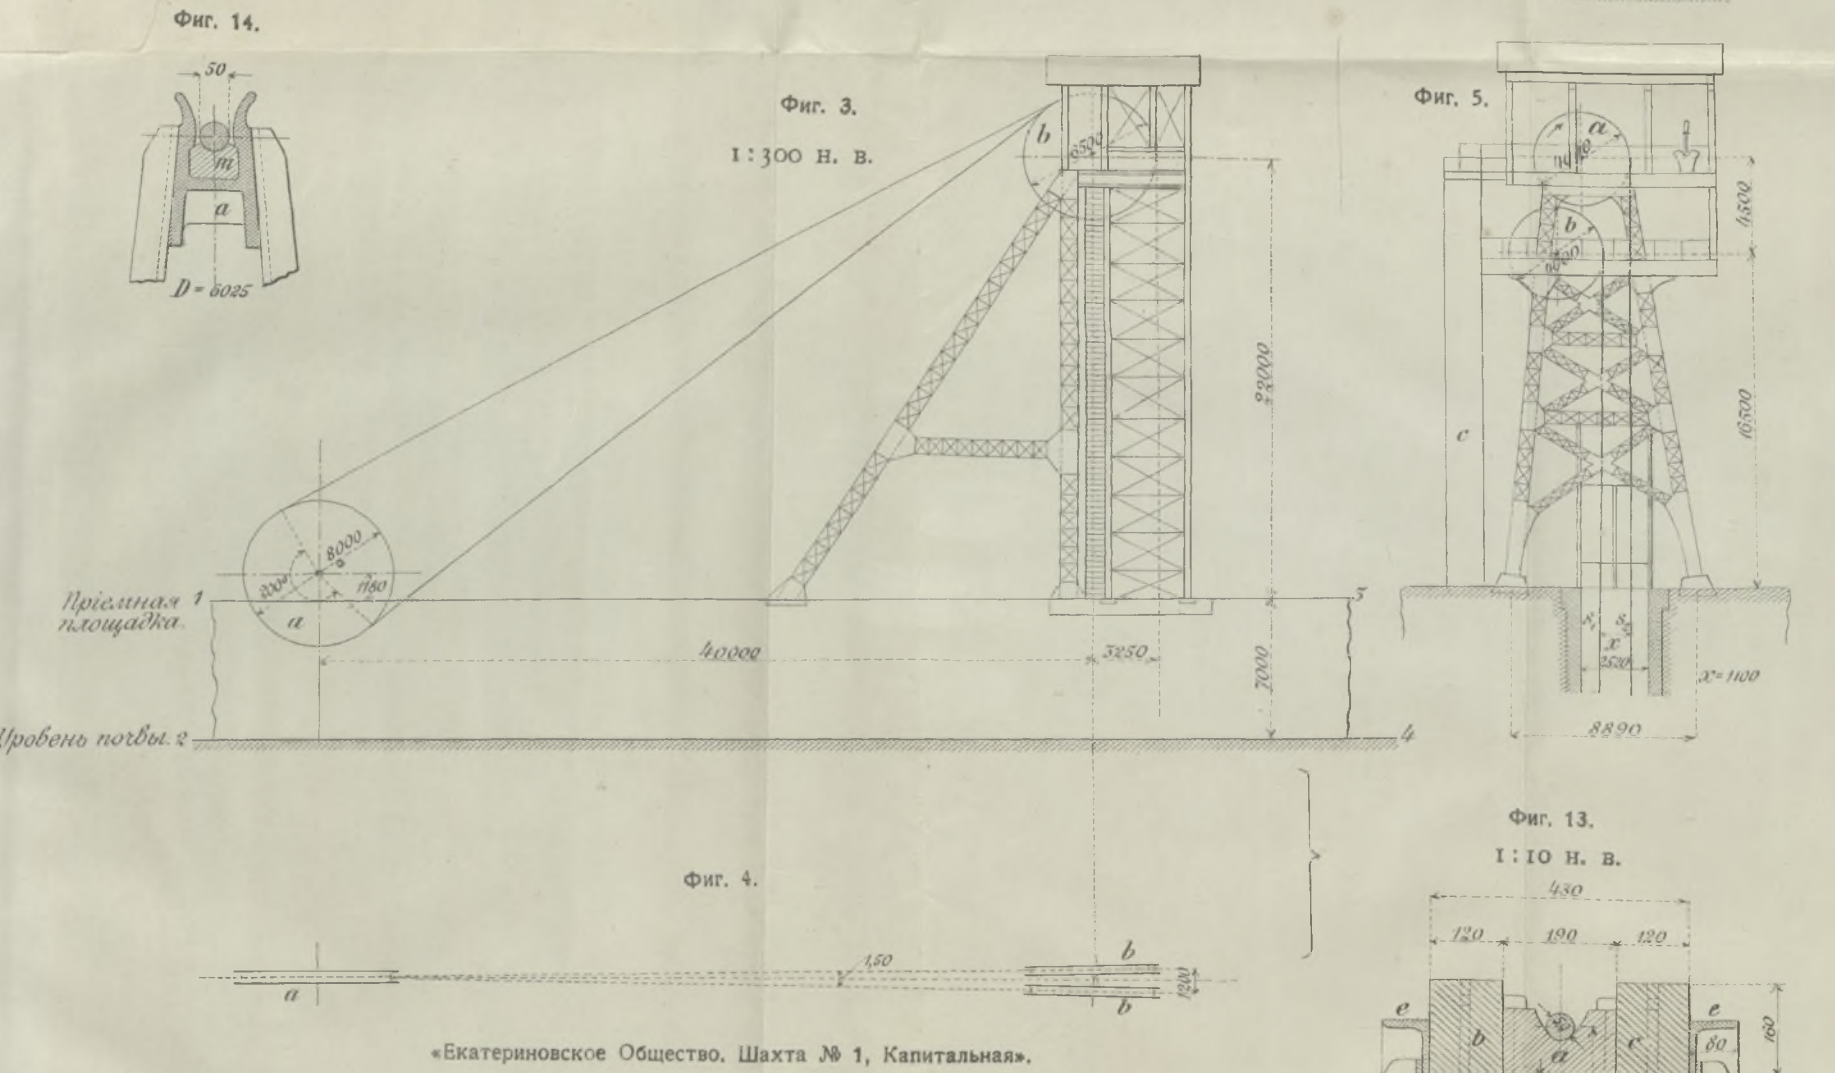 Фиг. 14.
50
m
a
D = 6025
Фиг. 3.
1:300 Н. В.
b
6500
8000
1180
a
Пріемная 1
площадка.
3
40000
3250
22000
7000
Уровень почвы. 2
4
Фиг. 5.
a
b
c
4500
16500
x
2520
x=1100
8890
Фиг. 4.
a
1,50
b
b
1200
«Екатериновское Общество. Шахта № 1, Капитальная».
Фиг. 13.
1:10 Н. В.
430
120
190
120
e
b
a
c
e
80
160